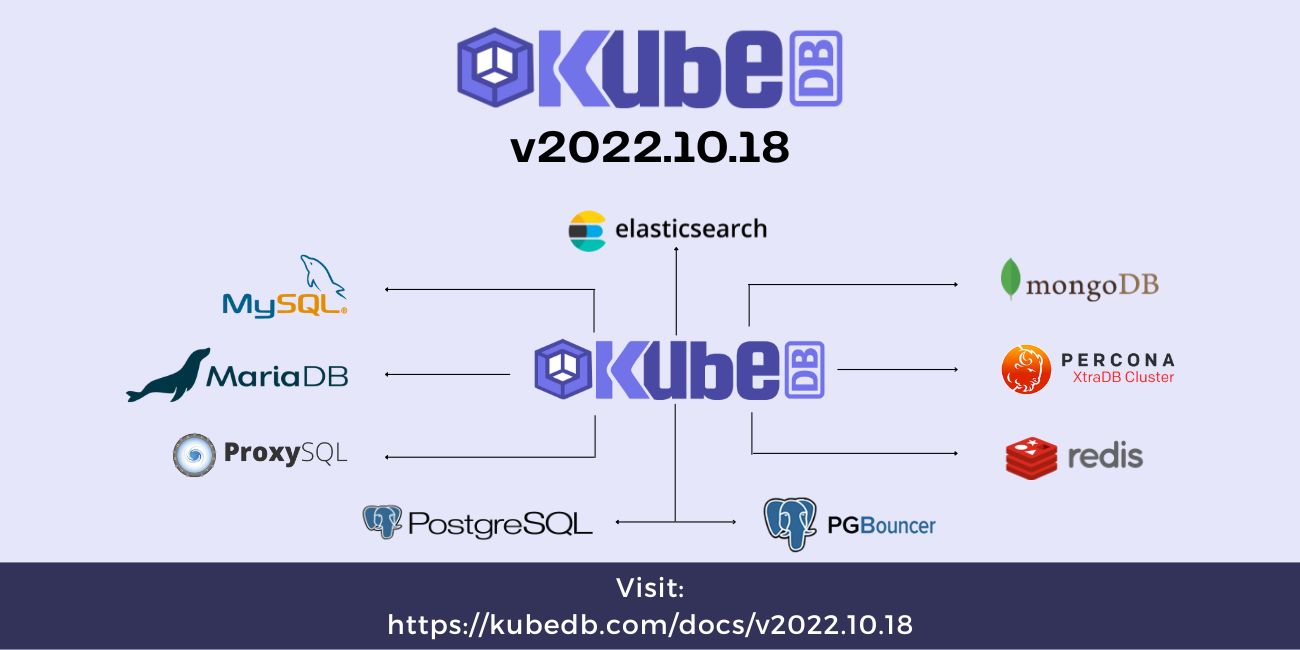 KubeDB
v2022.10.18
elasticsearch
MySQL®
mongoDB
MariaDB
KubeDB
PERCONA
XtraDB Cluster
ProxySQL
redis
PostgreSQL
PGBouncer
Visit:
https://kubedb.com/docs/v2022.10.18